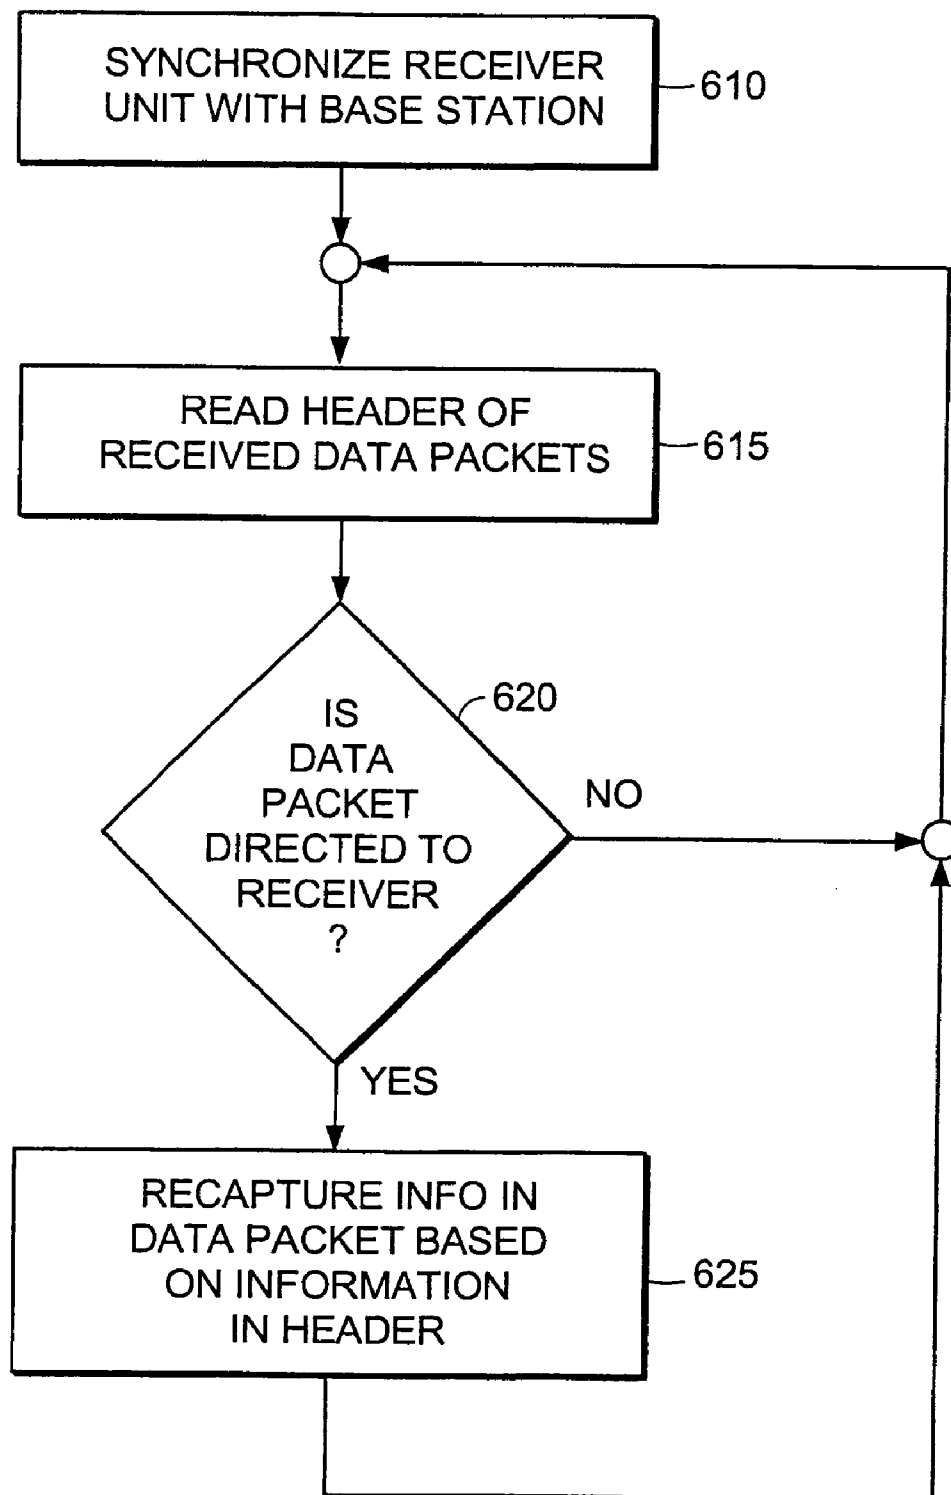 SYNCHRONIZE RECEIVER
UNIT WITH BASE STATION
610
READ HEADER OF
RECEIVED DATA PACKETS
615
620
IS
DATA
PACKET
DIRECTED TO
RECEIVER
?
NO
YES
RECAPTURE INFO IN
DATA PACKET BASED
ON INFORMATION
IN HEADER
625